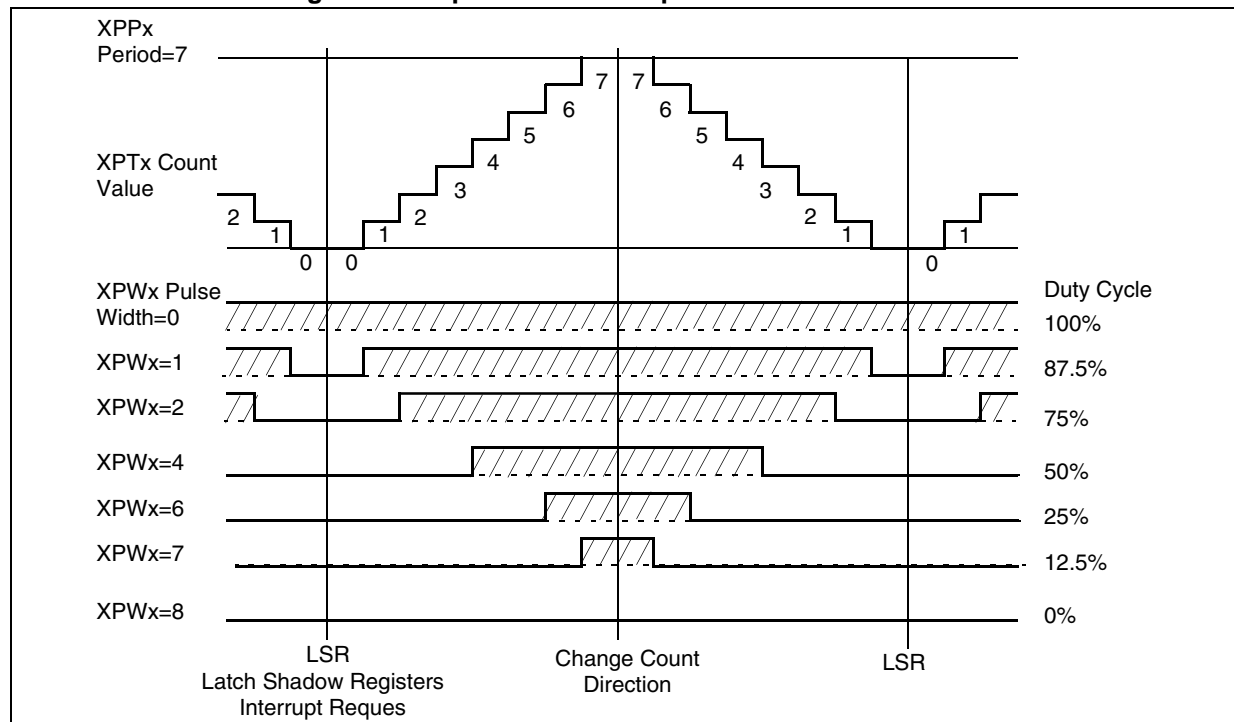 XPPx
Period=7
7 7
6 6
5 5
4 4
XPTx Count
Value
3 3
2 2 2
1 1 1 1
0 0 0
XPWx Pulse
Width=0
Duty Cycle
100%
XPWx=1
87.5%
XPWx=2
75%
XPWx=4
50%
XPWx=6
25%
XPWx=7
12.5%
XPWx=8
0%
LSR
Latch Shadow Registers
Interrupt Reques
Change Count
Direction
LSR